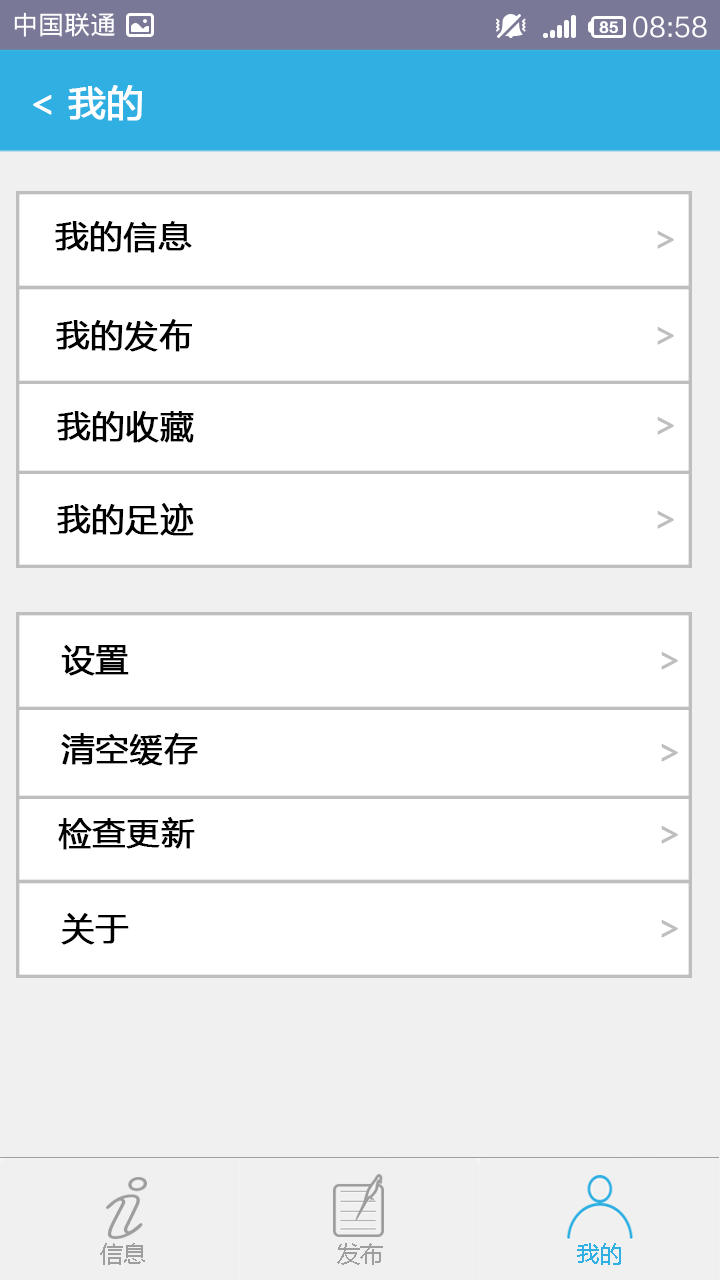 中国联通 85 08:58
< 我的
我的信息 >
我的发布 >
我的收藏 >
我的足迹 >
设置 >
清空缓存 >
检查更新 >
关于 >
信息 发布 我的